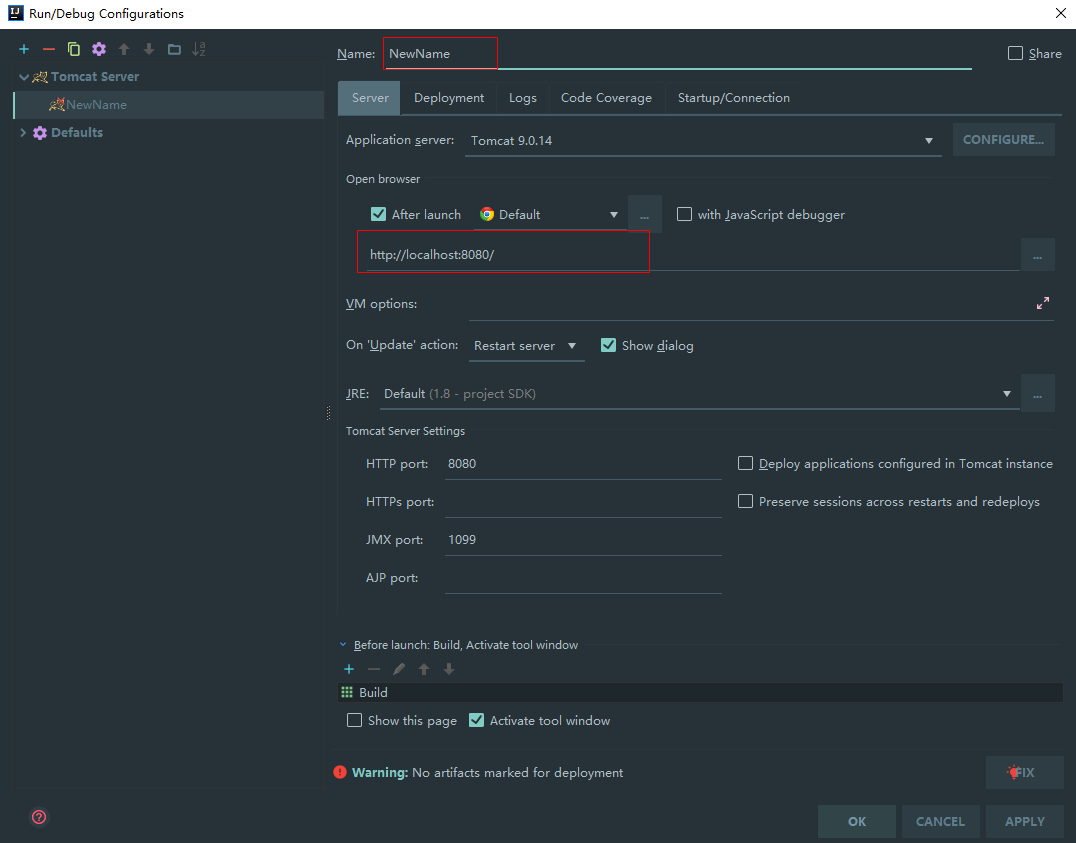 IJ Run/Debug Configurations
Name: NewName Share
Tomcat Server
NewName
Defaults
Server Deployment Logs Code Coverage Startup/Connection
Application server: Tomcat 9.0.14 CONFIGURE...
Open browser
After launch Default ... with JavaScript debugger
http://localhost:8080/ ...
VM options:
On 'Update' action: Restart server Show dialog
JRE: Default (1.8 - project SDK) ...
Tomcat Server Settings
HTTP port: 8080 Deploy applications configured in Tomcat instance
HTTPs port: Preserve sessions across restarts and redeploys
JMX port: 1099
AJP port:
Before launch: Build, Activate tool window
Build
Show this page Activate tool window
Warning: No artifacts marked for deployment FIX
OK CANCEL APPLY